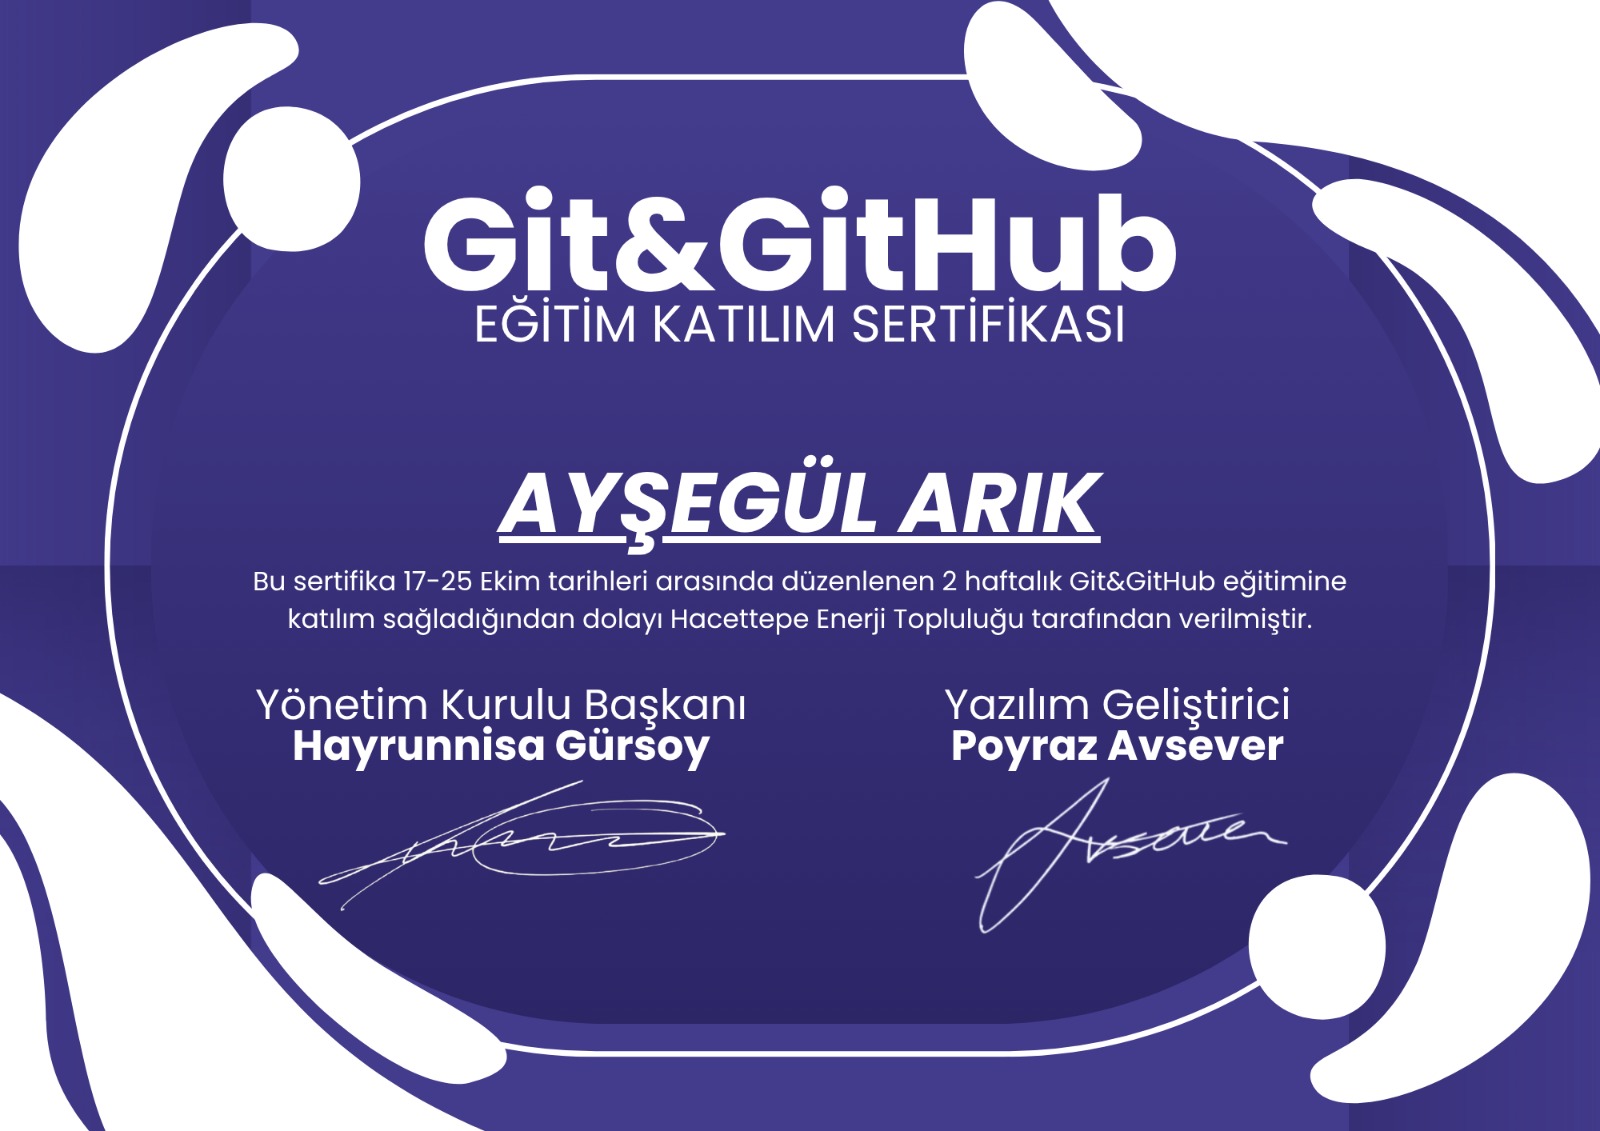 Git&GitHub
EĞİTİM KATILIM SERTİFİKASI
AYŞEGÜL ARIK
Bu sertifika 17-25 Ekim tarihleri arasında düzenlenen 2 haftalık Git&GitHub eğitimine
katılım sağladığından dolayı Hacettepe Enerji Topluluğu tarafından verilmiştir.
Yönetim Kurulu Başkanı
Hayrunnisa Gürsoy
Yazılım Geliştirici
Poyraz Avsever